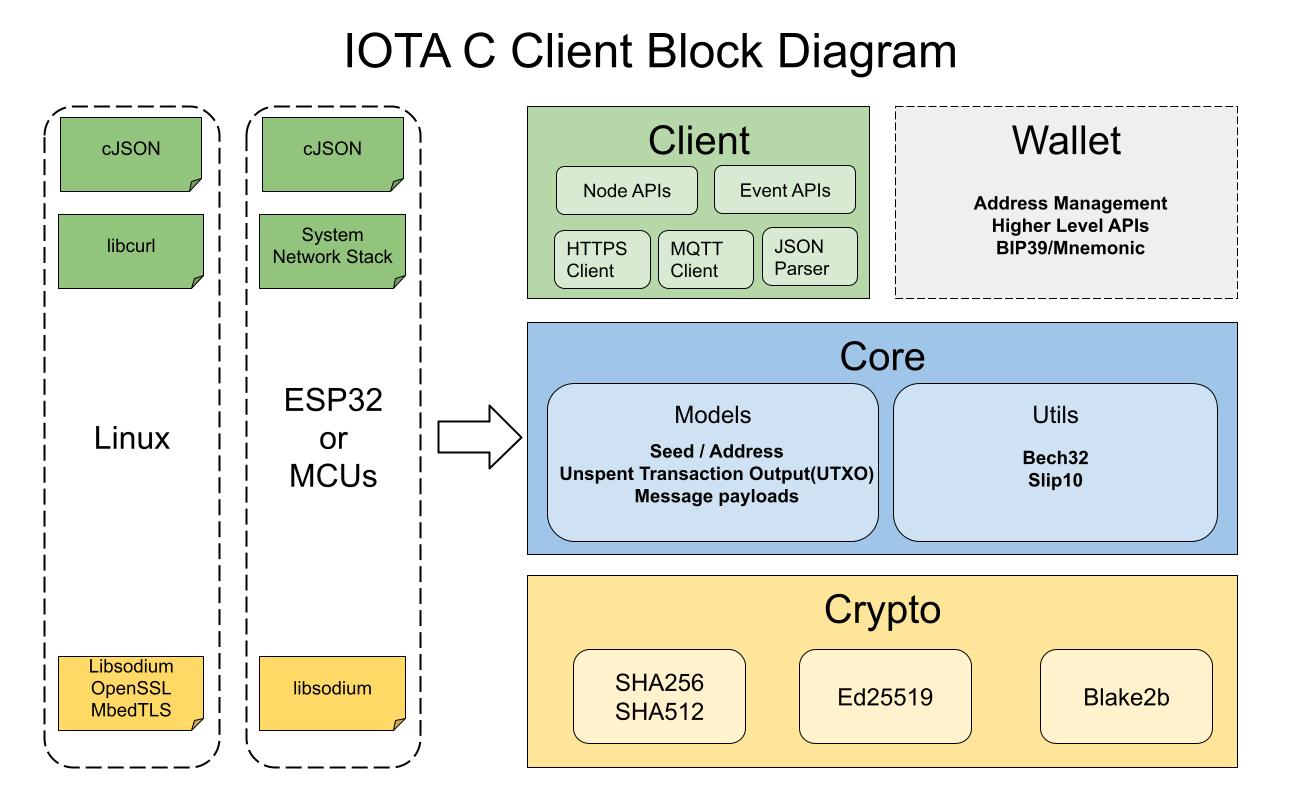 IOTA C Client Block Diagram
cJSON
libcurl
Linux
Libsodium
OpenSSL
MbedTLS
cJSON
System
Network Stack
ESP32
or
MCUs
libsodium
Client
Node APIs
Event APIs
HTTPS
Client
MQTT
Client
JSON
Parser
Wallet
Address Management
Higher Level APIs
BIP39/Mnemonic
Core
Models
Seed / Address
Unspent Transaction Output(UTXO)
Message payloads
Utils
Bech32
Slip10
Crypto
SHA256
SHA512
Ed25519
Blake2b